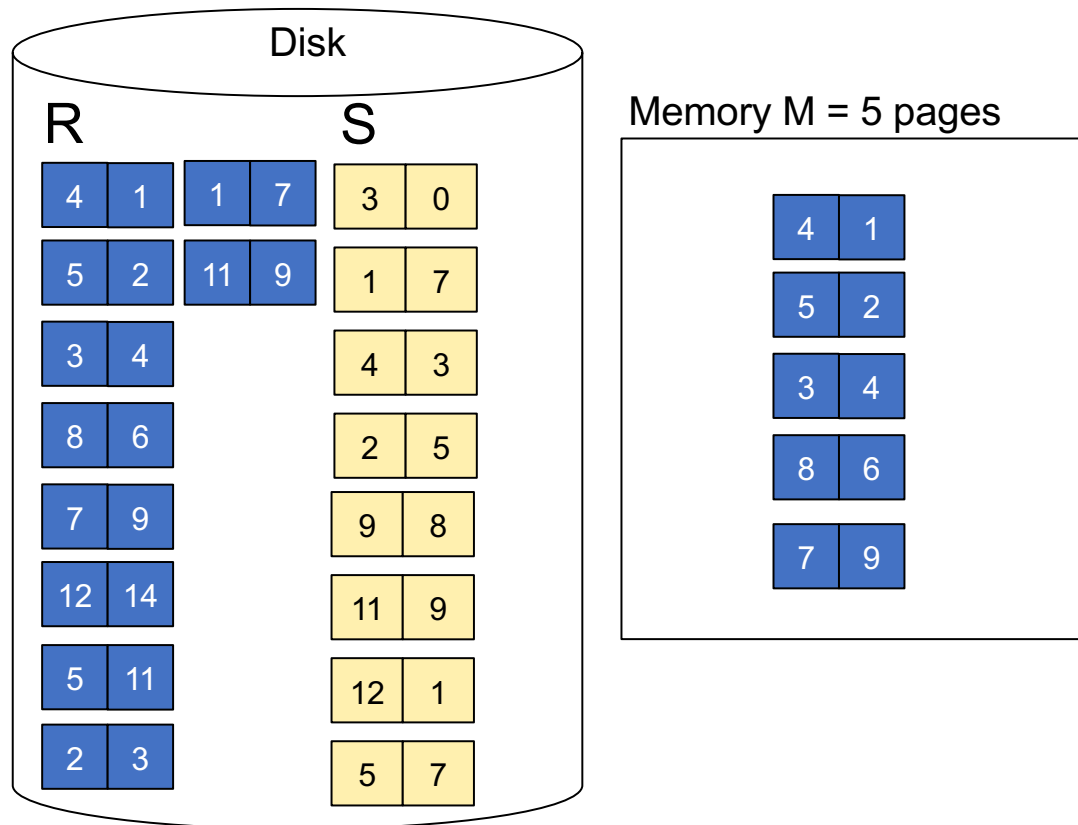 Disk
R S
4 1 1 7 3 0
5 2 11 9 1 7
3 4 4 3
8 6 2 5
7 9 9 8
12 14 11 9
5 11 12 1
2 3 5 7
Memory M = 5 pages
4 1
5 2
3 4
8 6
7 9